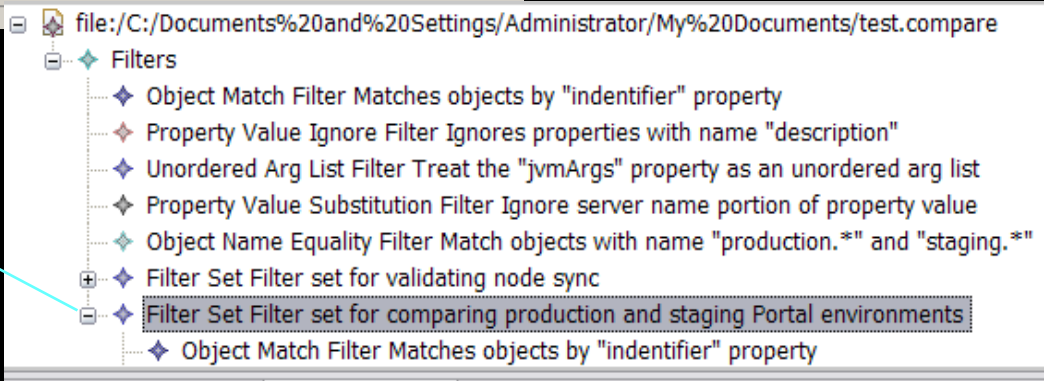 file:/C:/Documents%20and%20Settings/Administrator/My%20Documents/test.compare
Filters
Object Match Filter Matches objects by "indentifier" property
Property Value Ignore Filter Ignores properties with name "description"
Unordered Arg List Filter Treat the "jvmArgs" property as an unordered arg list
Property Value Substitution Filter Ignore server name portion of property value
Object Name Equality Filter Match objects with name "production.*" and "staging.*"
Filter Set Filter set for validating node sync
Filter Set Filter set for comparing production and staging Portal environments
Object Match Filter Matches objects by "indentifier" property